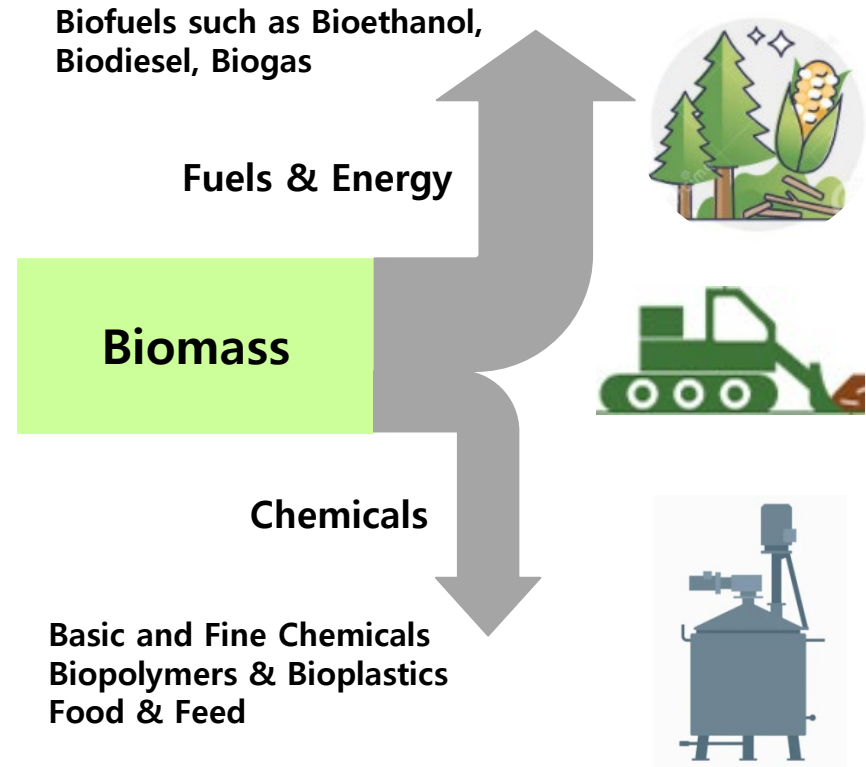 Biofuels such as Bioethanol,
Biodiesel, Biogas
Fuels & Energy
Biomass
Chemicals
Basic and Fine Chemicals
Biopolymers & Bioplastics
Food & Feed